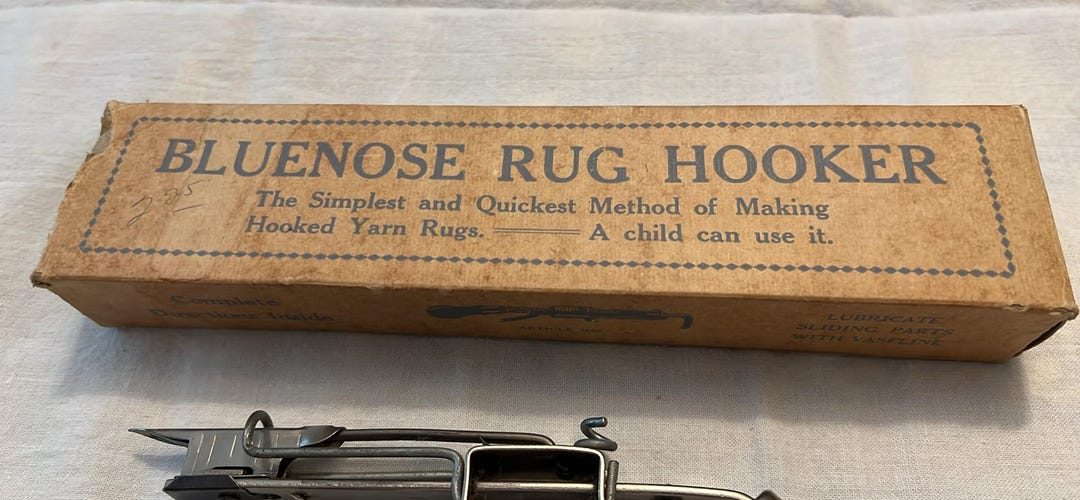 BLUENOSE RUG HOOKER
The Simplest and Quickest Method of Making
Hooked Yarn Rugs. A child can use it.
2 25
Complete
Directions Inside
LUBRICATE
SLIDING PARTS
WITH VASELINE